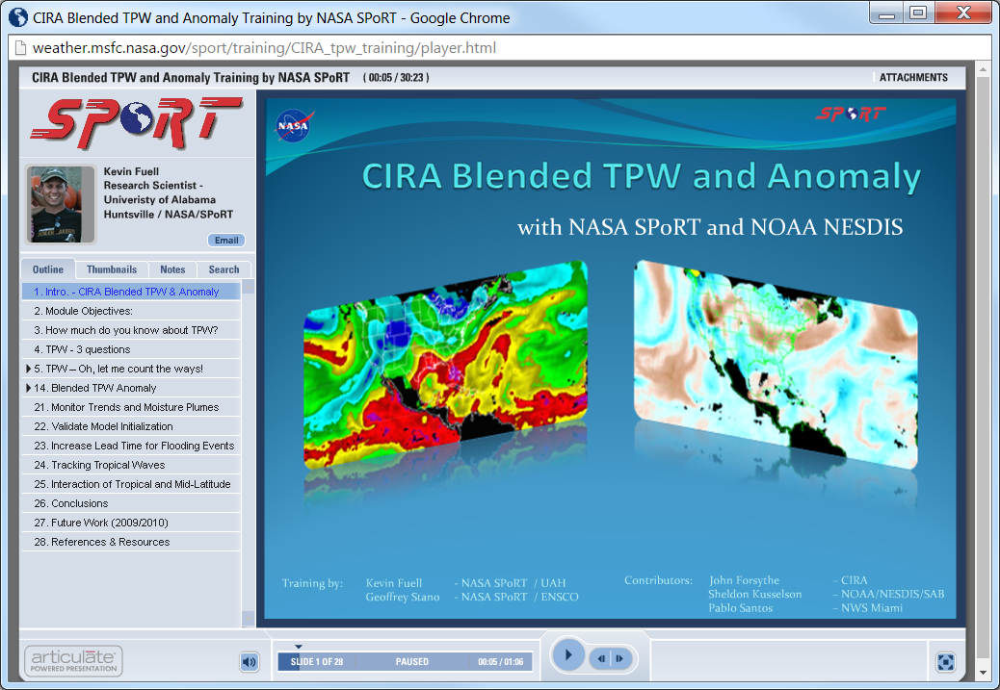 CIRA Blended TPW and Anomaly Training by NASA SPoRT - Google Chrome
weather.msfc.nasa.gov/sport/training/CIRA_tpw_training/player.html
CIRA Blended TPW and Anomaly Training by NASA SPoRT ( 00:05 / 30:23 )
ATTACHMENTS
SPoRT
Kevin Fuell
Research Scientist -
Univeristy of Alabama
Huntsville / NASA/SPoRT
Email
Outline Thumbnails Notes Search
1. Intro. - CIRA Blended TPW & Anomaly
2. Module Objectives:
3. How much do you know about TPW?
4. TPW - 3 questions
5. TPW – Oh, let me count the ways!
14. Blended TPW Anomaly
21. Monitor Trends and Moisture Plumes
22. Validate Model Initialization
23. Increase Lead Time for Flooding Events
24. Tracking Tropical Waves
25. Interaction of Tropical and Mid-Latitude
26. Conclusions
27. Future Work (2009/2010)
28. References & Resources
NASA
SPoRT
CIRA Blended TPW and Anomaly
with NASA SPoRT and NOAA NESDIS
Training by: Kevin Fuell - NASA SPoRT / UAH
Geoffrey Stano - NASA SPoRT / ENSCO
Contributors: John Forsythe – CIRA
Sheldon Kusselson – NOAA/NESDIS/SAB
Pablo Santos – NWS Miami
articulate
POWERED PRESENTATION
SLIDE 1 OF 28 PAUSED 00:05 / 01:06